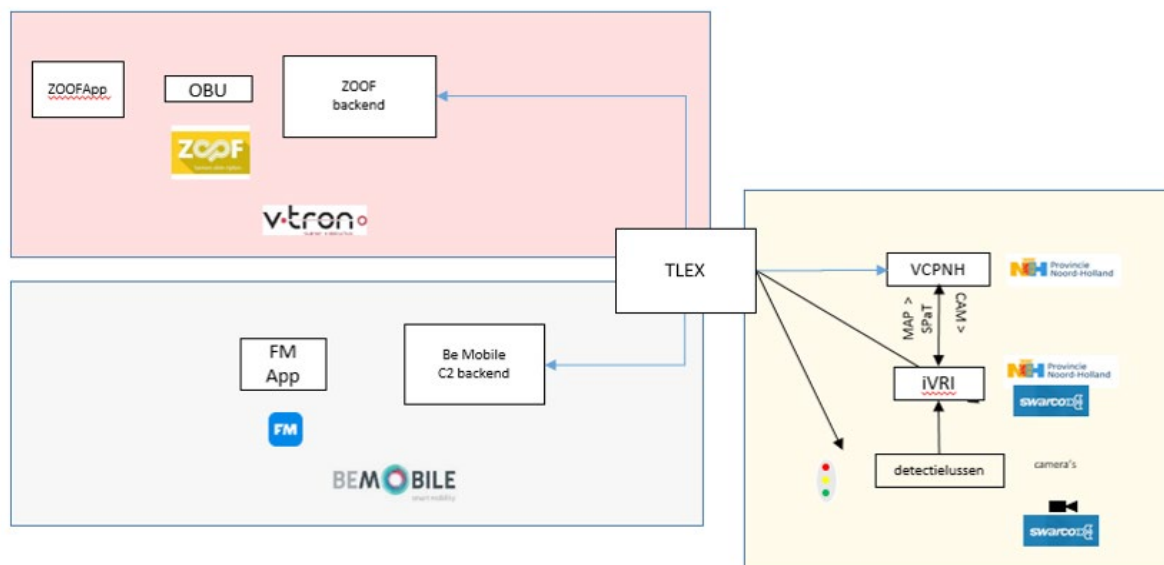 ZOOFApp
OBU
ZOOF
backend
ZOOF
v·tron
TLEX
FM
App
Be Mobile
C2 backend
FM
BEMOBILE
smart mobility
VCPNH
Provincie
Noord-Holland
MAP >
SPaT
CAM >
iVRI
Provincie
Noord-Holland
swarco
detectielussen
camera's
swarco